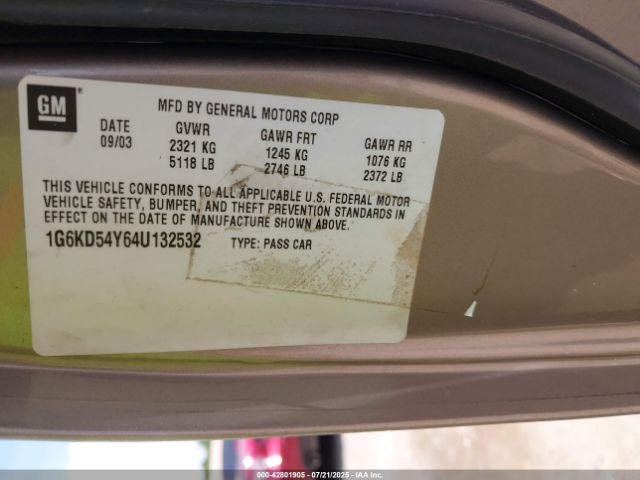 GM
MFD BY GENERAL MOTORS CORP
DATE GVWR GAWR FRT GAWR RR
09/03 2321 KG 1245 KG 1076 KG
5118 LB 2746 LB 2372 LB
THIS VEHICLE CONFORMS TO ALL APPLICABLE U.S. FEDERAL MOTOR
VEHICLE SAFETY, BUMPER, AND THEFT PREVENTION STANDARDS IN
EFFECT ON THE DATE OF MANUFACTURE SHOWN ABOVE.
1G6KD54Y64U132532 TYPE: PASS CAR
000-42801905 - 07/21/2025 - IAA Inc.